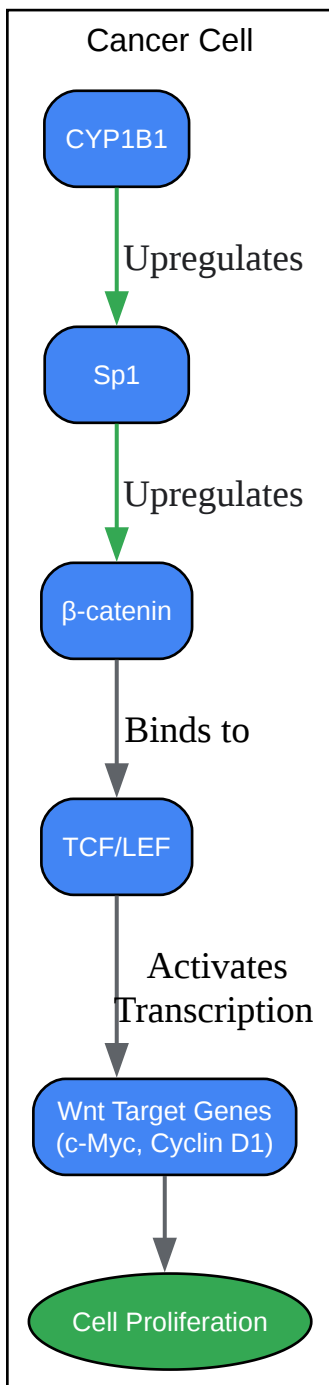 Cancer Cell
CYP1B1
Upregulates
Sp1
Upregulates
β-catenin
Binds to
TCF/LEF
Activates
Transcription
Wnt Target Genes
(c-Myc, Cyclin D1)
Cell Proliferation